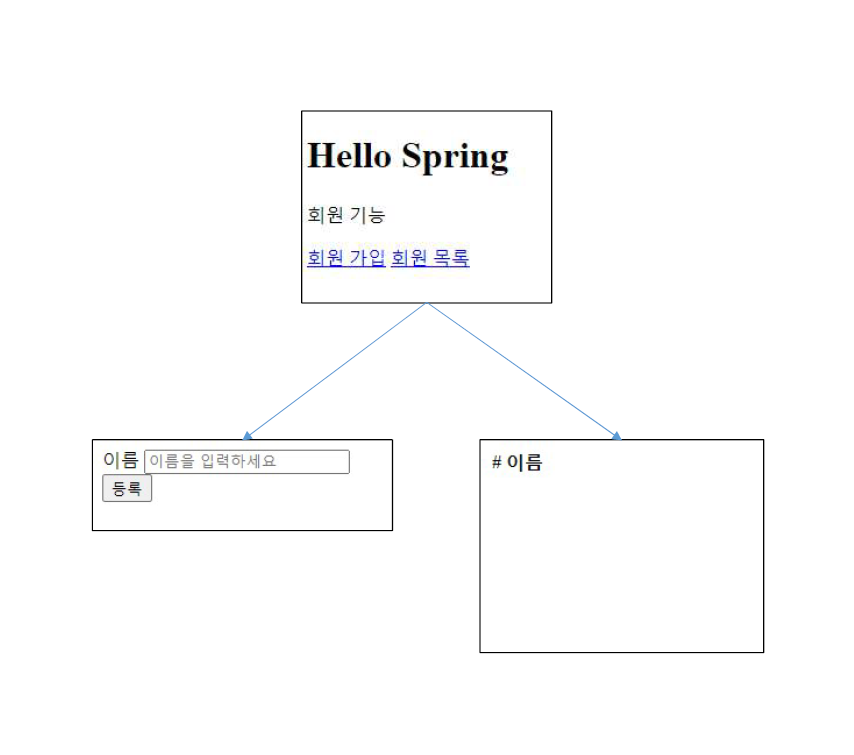 Hello Spring
회원 기능
회원 가입 회원 목록
이름 이름을 입력하세요
등록
# 이름